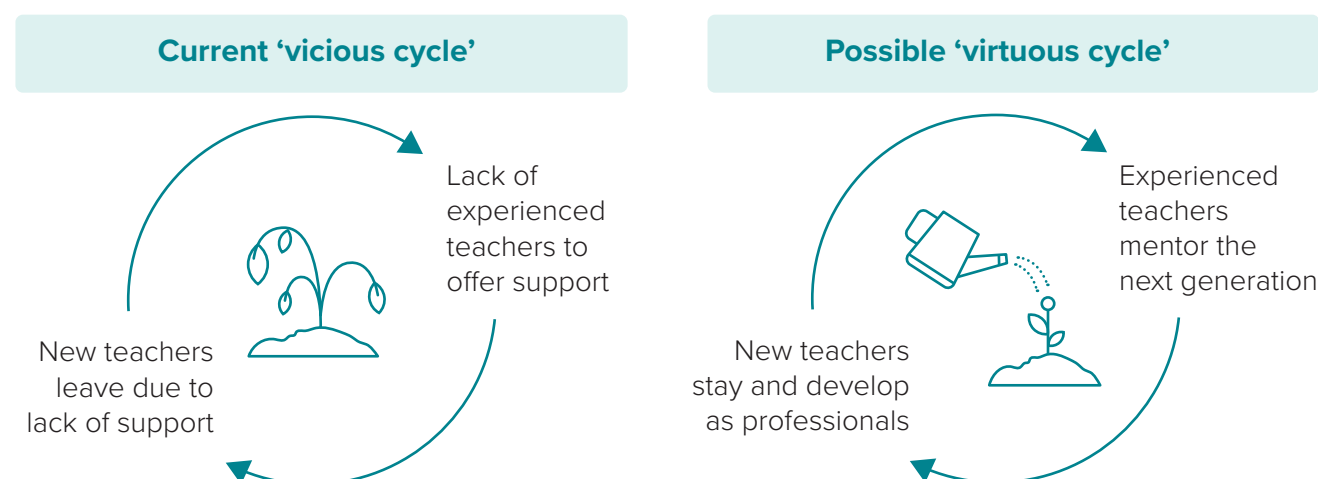 Current ‘vicious cycle’
Lack of
experienced
teachers to
offer support
New teachers
leave due to
lack of support
Possible ‘virtuous cycle’
Experienced
teachers
mentor the
next generation
New teachers
stay and develop
as professionals